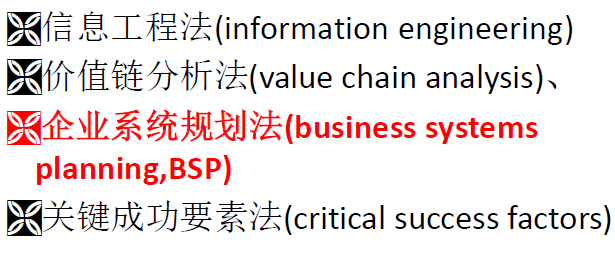 信息工程法(information engineering)
价值链分析法(value chain analysis)、
企业系统规划法(business systems
planning,BSP)
关键成功要素法(critical success factors)